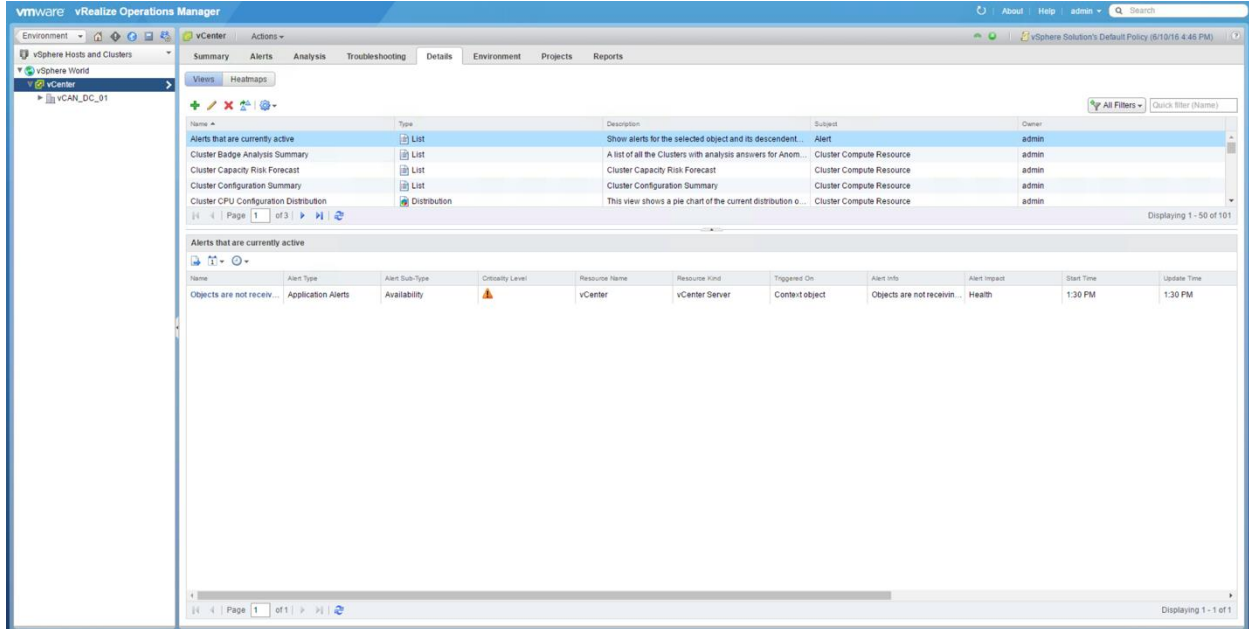 vmware vRealize Operations Manager About Help admin Search
Environment vCenter Actions vSphere Solution's Default Policy (6/10/16 4:46 PM)
vSphere Hosts and Clusters Summary Alerts Analysis Troubleshooting Details Environment Projects Reports
vSphere World
vCenter Views Heatmaps
vCAN_DC_01
All Filters Quick filter (Name)
Name Type Description Subject Owner
Alerts that are currently active List Show alerts for the selected object and its descendent... Alert admin
Cluster Badge Analysis Summary List A list of all the Clusters with analysis answers for Anom... Cluster Compute Resource admin
Cluster Capacity Risk Forecast List Cluster Capacity Risk Forecast Cluster Compute Resource admin
Cluster Configuration Summary List Cluster Configuration Summary Cluster Compute Resource admin
Cluster CPU Configuration Distribution Distribution This view shows a pie chart of the current distribution o... Cluster Compute Resource admin
Page 1 of 3 Displaying 1 - 50 of 101
Alerts that are currently active
Name Alert Type Alert Sub-Type Criticality Level Resource Name Resource Kind Triggered On Alert Info Alert Impact Start Time Update Time
Objects are not receiv... Application Alerts Availability vCenter vCenter Server Context object Objects are not receivin... Health 1:30 PM 1:30 PM
Page 1 of 1 Displaying 1 - 1 of 1